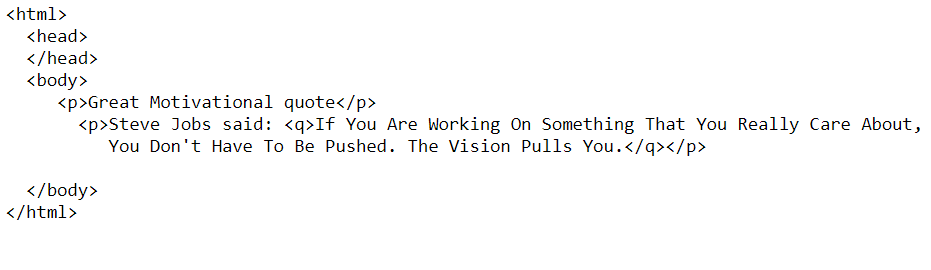 <html>
<head>
</head>
<body>
<p>Great Motivational quote</p>
<p>Steve Jobs said: <q>If You Are Working On Something That You Really Care About,
You Don't Have To Be Pushed. The Vision Pulls You.</q></p>
</body>
</html>